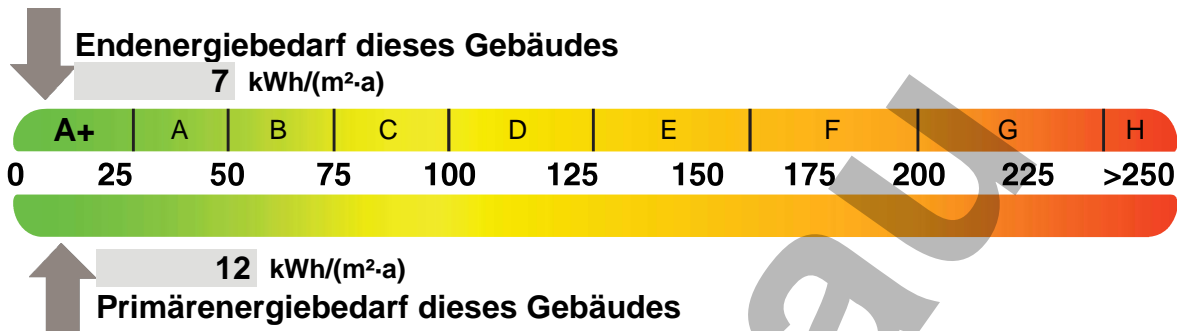 Endenergiebedarf dieses Gebäudes
7 kWh/(m²·a)
A+ A B C D E F G H
0 25 50 75 100 125 150 175 200 225 >250
12 kWh/(m²·a)
Primärenergiebedarf dieses Gebäudes
au